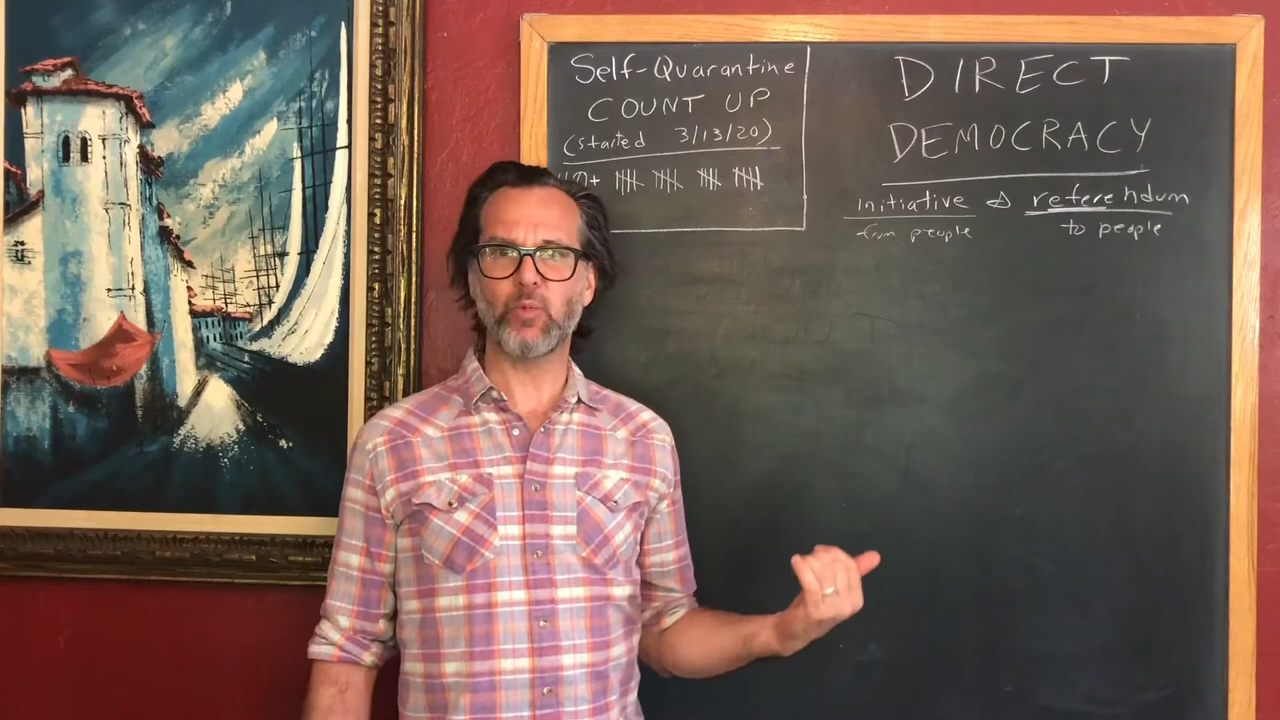 Self-Quarantine
COUNT UP
(started 3/13/20)
DIRECT
DEMOCRACY
initiative & referendum
from people
to people